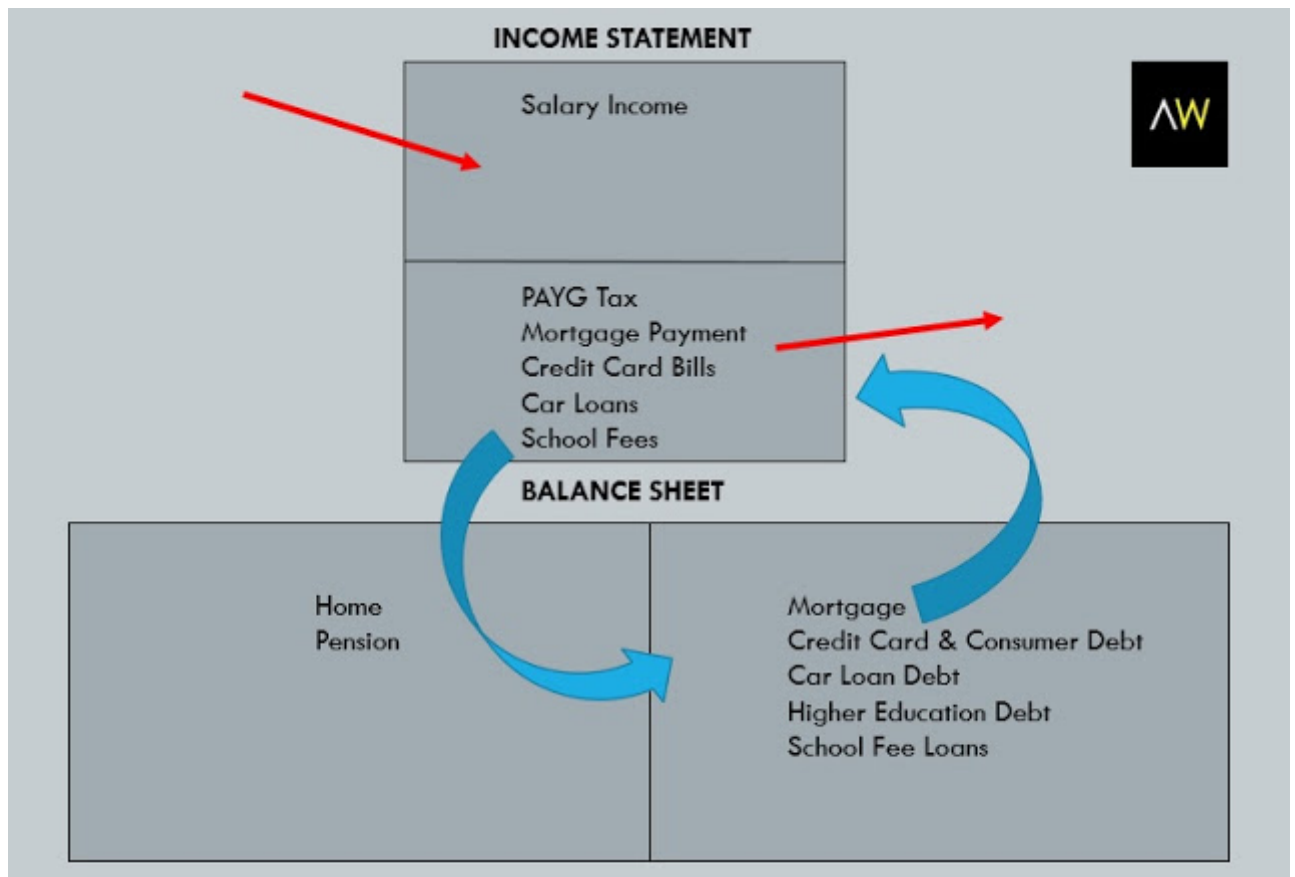 INCOME STATEMENT
Salary Income
ΛW
PAYG Tax
Mortgage Payment
Credit Card Bills
Car Loans
School Fees
BALANCE SHEET
Home
Pension
Mortgage
Credit Card & Consumer Debt
Car Loan Debt
Higher Education Debt
School Fee Loans